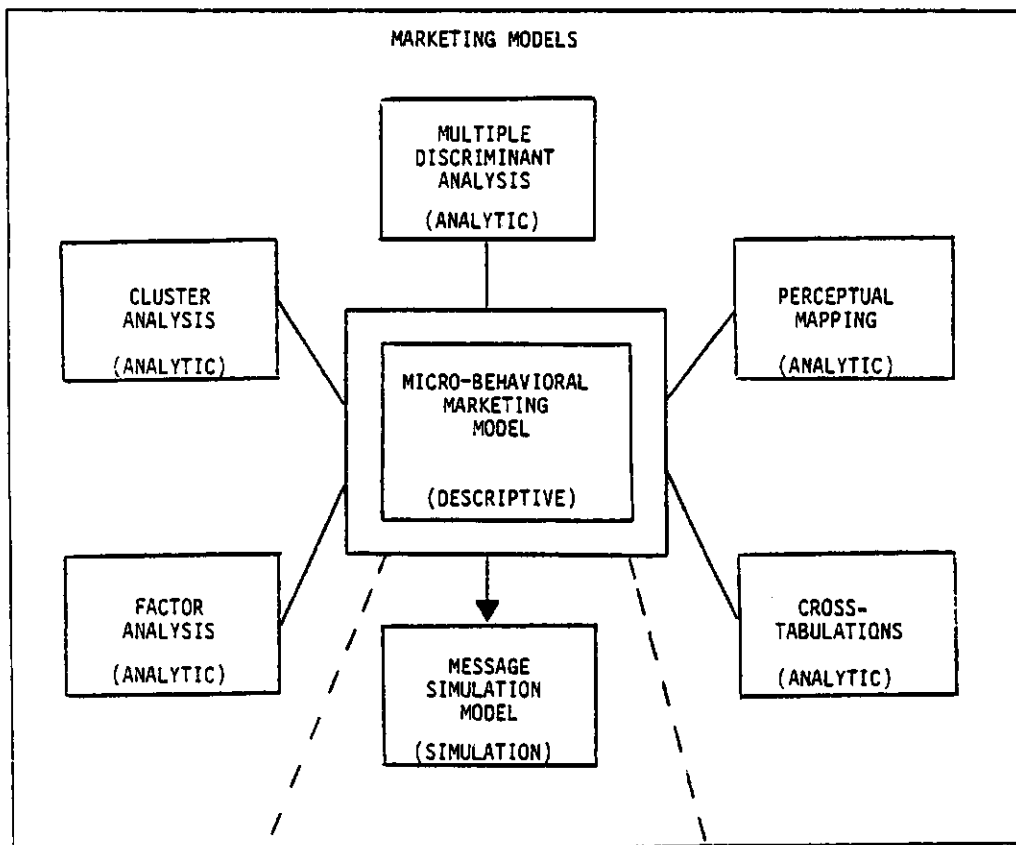 MARKETING MODELS
MULTIPLE
DISCRIMINANT
ANALYSIS
(ANALYTIC)
CLUSTER
ANALYSIS
(ANALYTIC)
PERCEPTUAL
MAPPING
(ANALYTIC)
MICRO-BEHAVIORAL
MARKETING
MODEL
(DESCRIPTIVE)
FACTOR
ANALYSIS
(ANALYTIC)
CROSS-
TABULATIONS
(ANALYTIC)
MESSAGE
SIMULATION
MODEL
(SIMULATION)